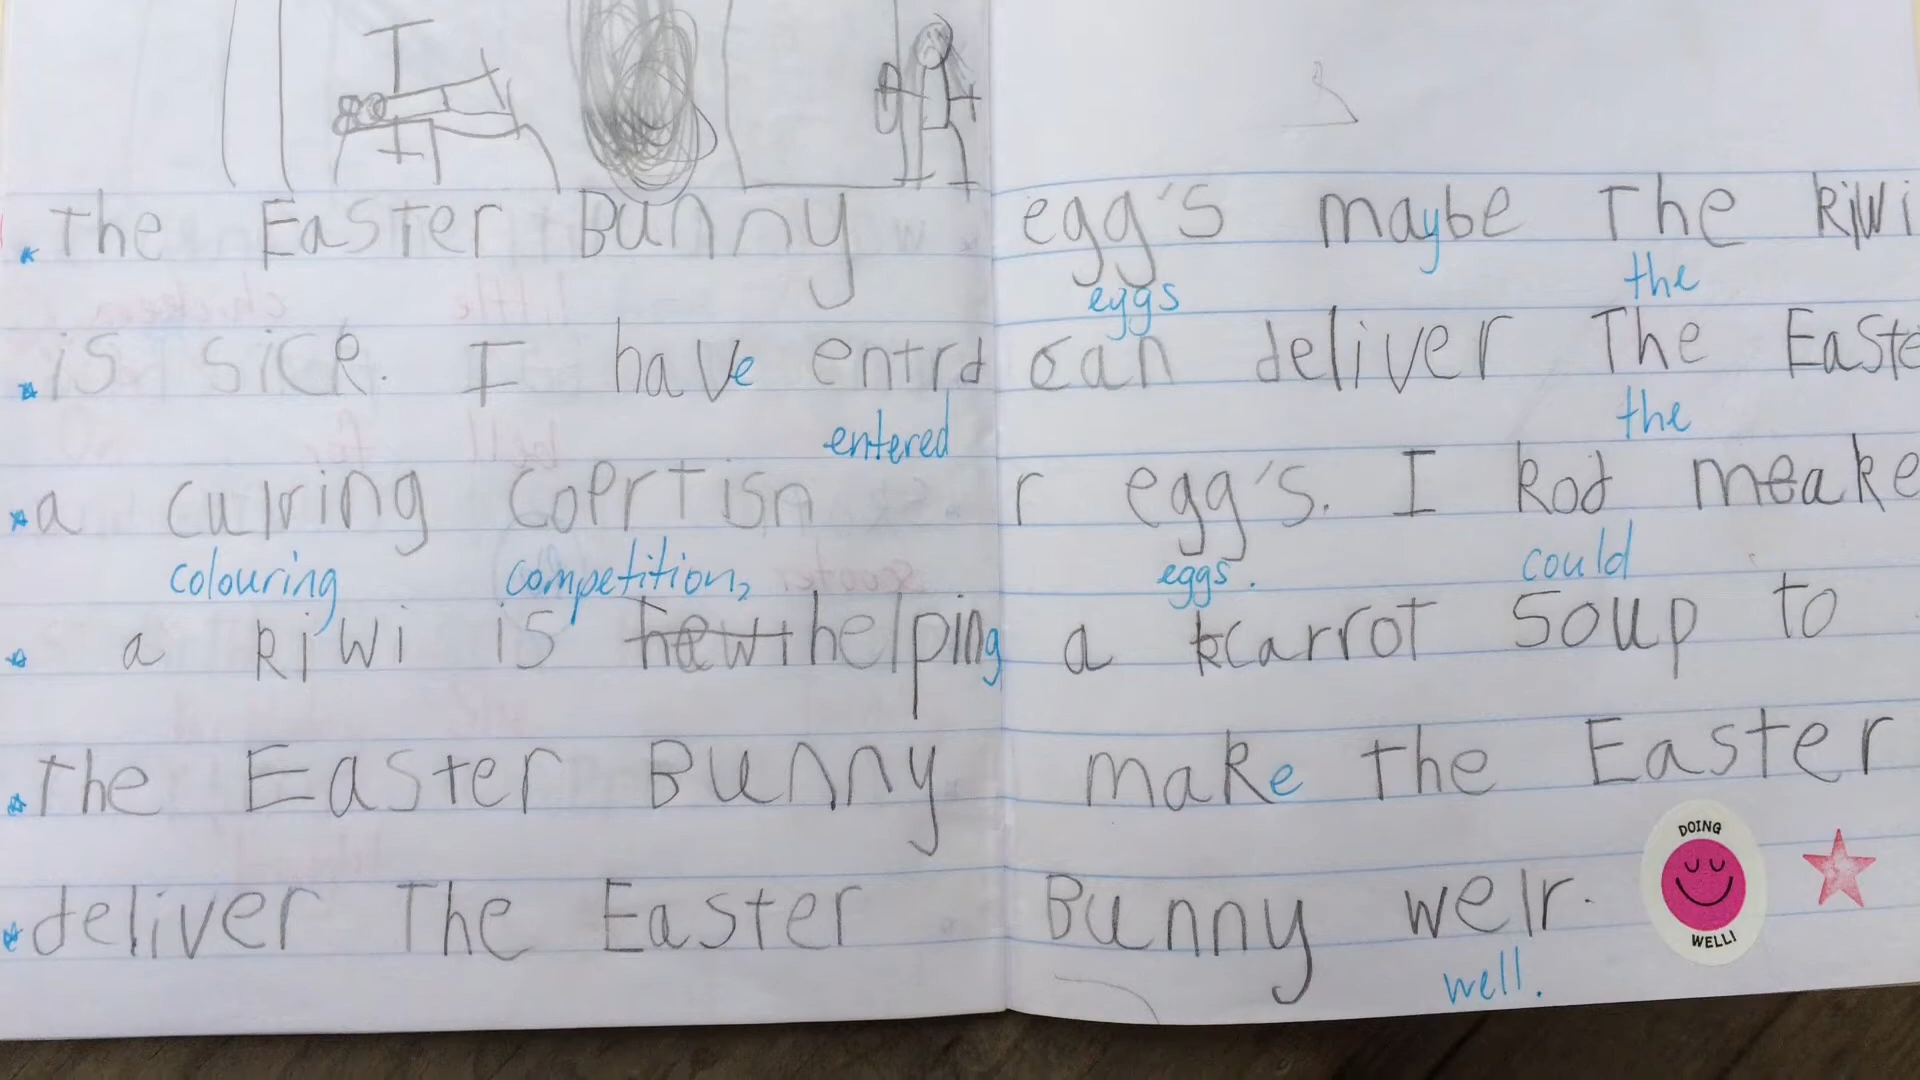 The Easter Bunny
is sick. I have entrd
entered
a culring coprtisn
colouring competition,
a kiwi is hewi helping
The Easter Bunny
deliver The Easter
egg's maybe The kiwi
eggs the
can deliver The Easte
the
r egg's. I kod meake
eggs. could
a carrot soup to
make the Easter
DOING
WELL!
Bunny welr.
well.